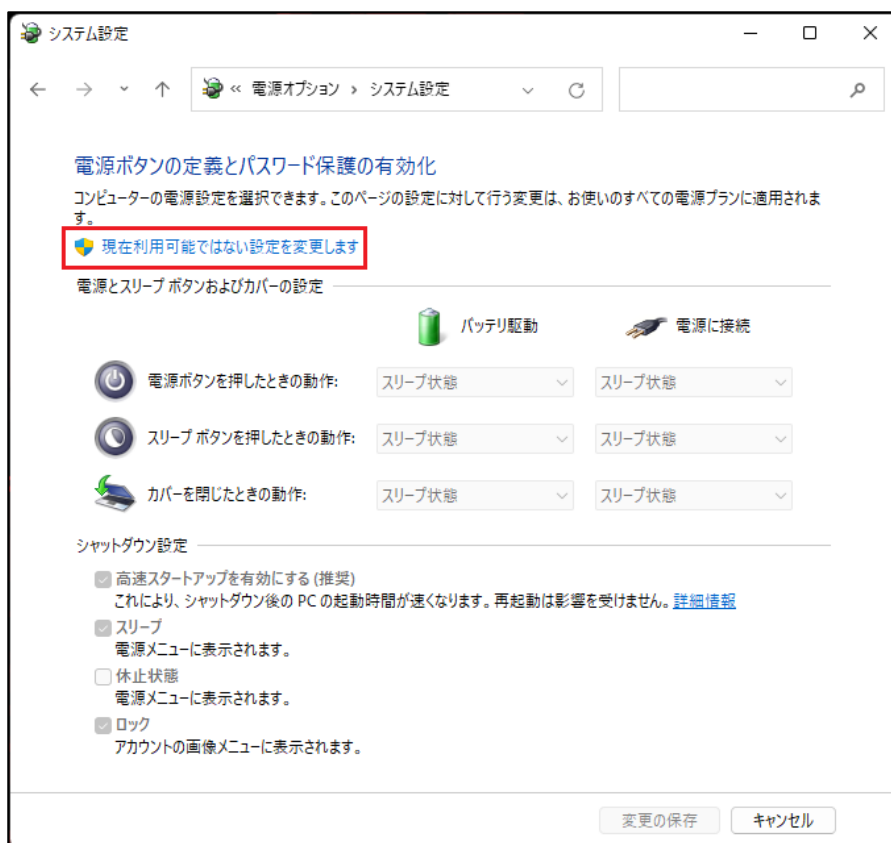 システム設定
« 電源オプション › システム設定
電源ボタンの定義とパスワード保護の有効化
コンピューターの電源設定を選択できます。このページの設定に対して行う変更は、お使いのすべての電源プランに適用されま
す。
現在利用可能ではない設定を変更します
電源とスリープ ボタンおよびカバーの設定
バッテリ駆動 電源に接続
電源ボタンを押したときの動作: スリープ状態 スリープ状態
スリープ ボタンを押したときの動作: スリープ状態 スリープ状態
カバーを閉じたときの動作: スリープ状態 スリープ状態
シャットダウン設定
高速スタートアップを有効にする (推奨)
これにより、シャットダウン後の PC の起動時間が速くなります。再起動は影響を受けません。詳細情報
スリープ
電源メニューに表示されます。
休止状態
電源メニューに表示されます。
ロック
アカウントの画像メニューに表示されます。
変更の保存 キャンセル